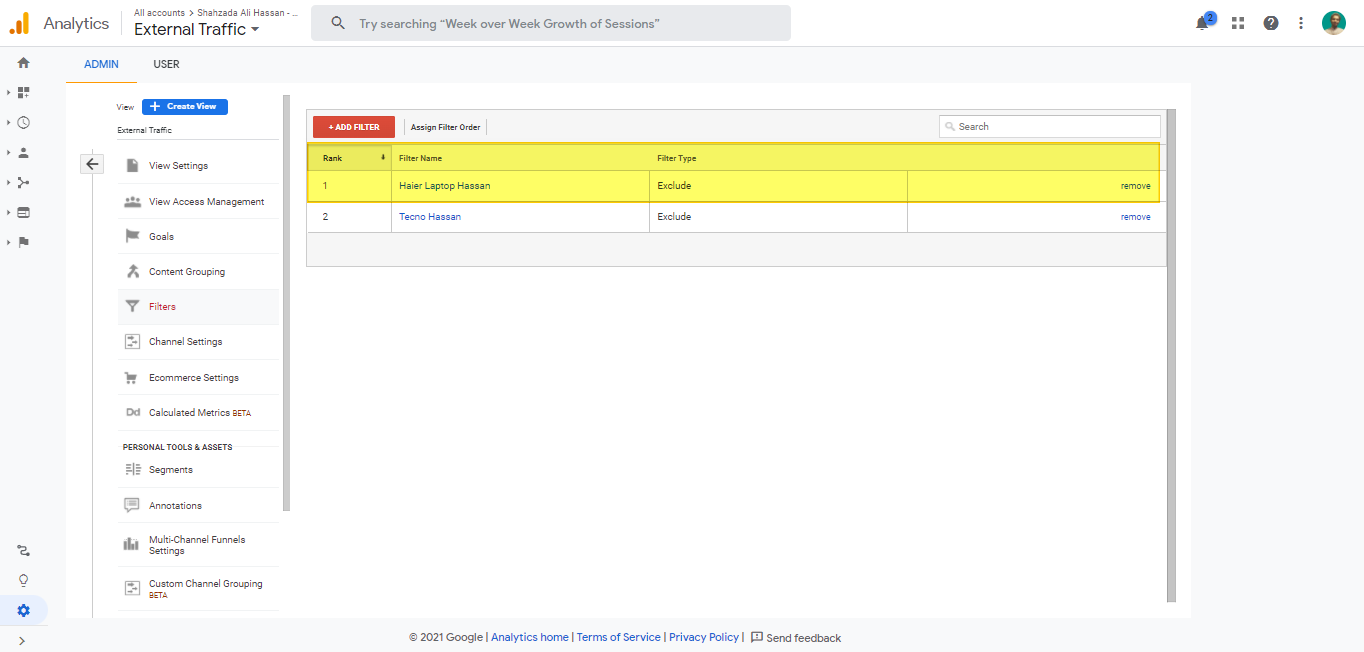 Analytics
All accounts > Shahzada Ali Hassan - ...
External Traffic
Try searching “Week over Week Growth of Sessions”
2
ADMIN USER
View + Create View
External Traffic
View Settings
View Access Management
Goals
Content Grouping
Filters
Channel Settings
Ecommerce Settings
Dd Calculated Metrics BETA
PERSONAL TOOLS & ASSETS
Segments
Annotations
Multi-Channel Funnels
Settings
Custom Channel Grouping
BETA
+ ADD FILTER Assign Filter Order Search
Rank Filter Name Filter Type
1 Haier Laptop Hassan Exclude remove
2 Tecno Hassan Exclude remove
© 2021 Google | Analytics home | Terms of Service | Privacy Policy | Send feedback